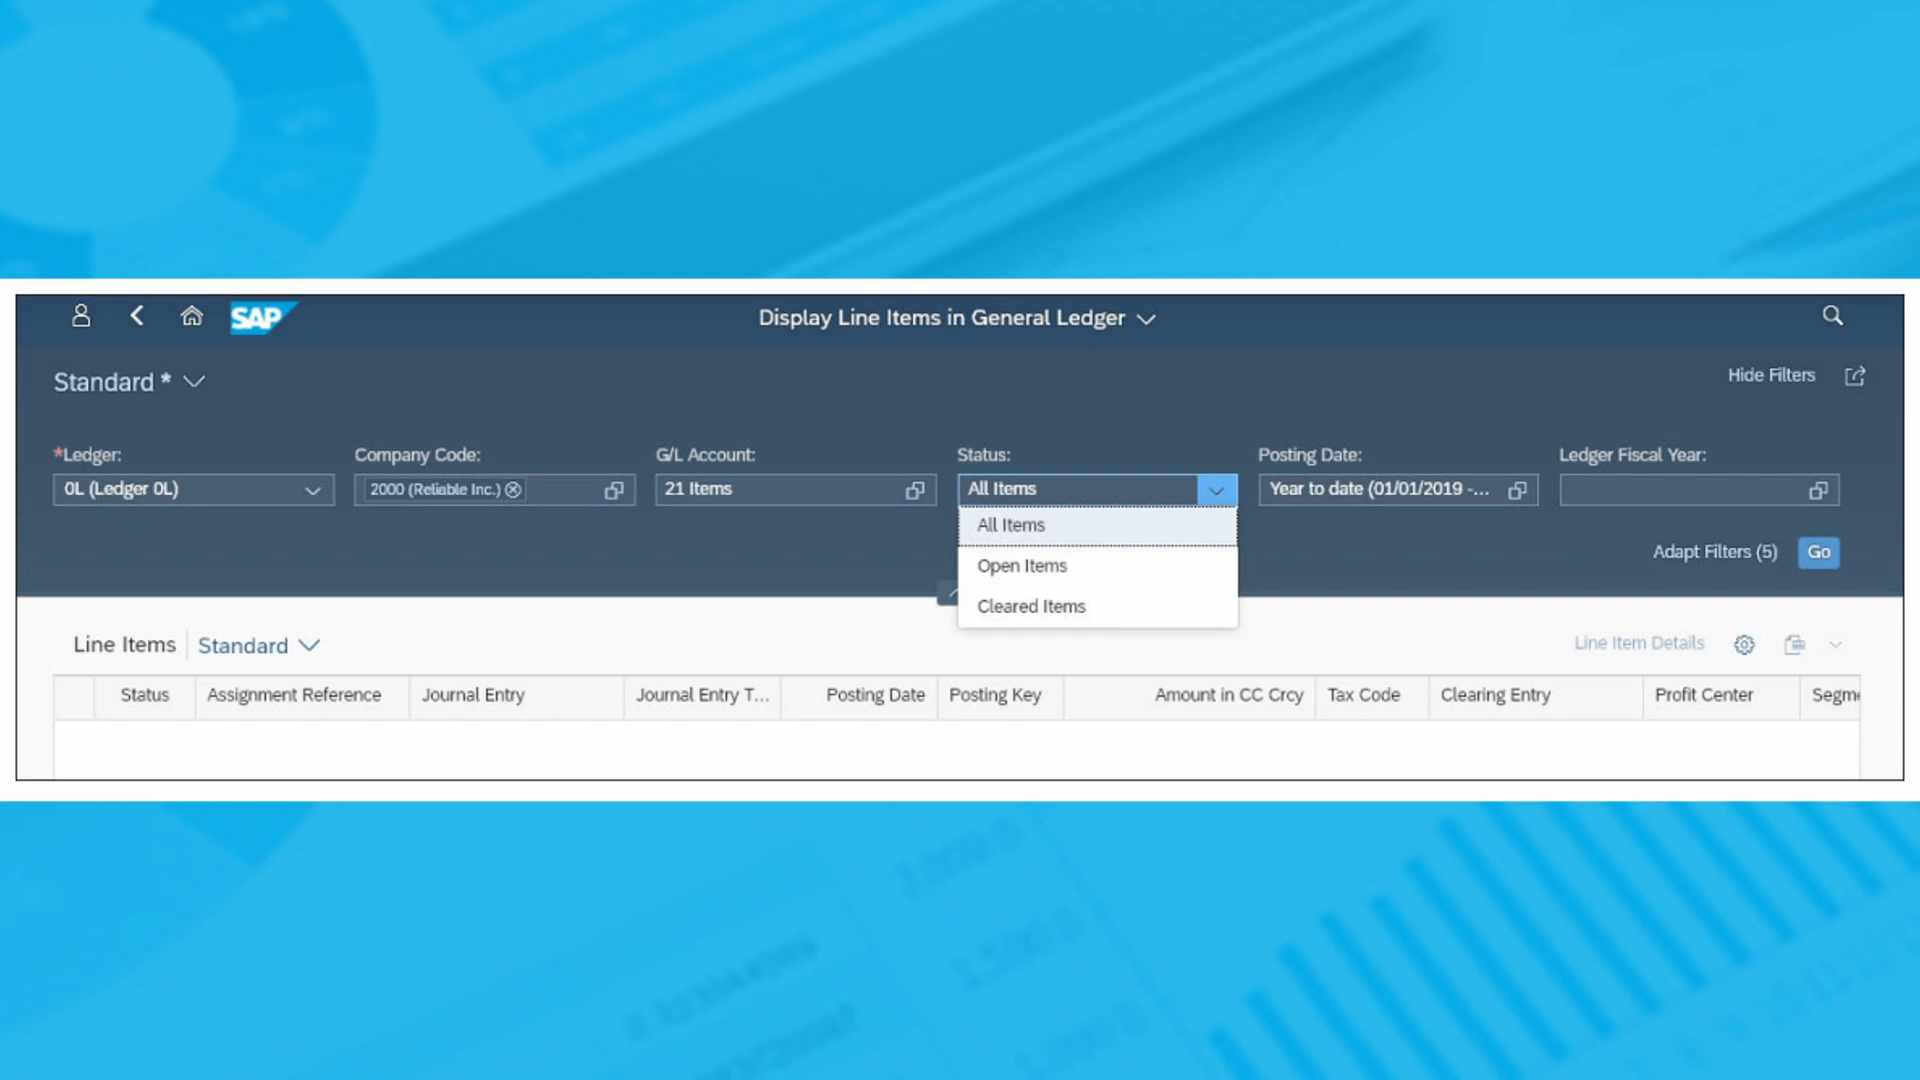 SAP
Display Line Items in General Ledger
Standard *
Hide Filters
*Ledger:
Company Code:
G/L Account:
Status:
Posting Date:
Ledger Fiscal Year:
0L (Ledger 0L)
2000 (Reliable Inc.)
21 Items
All Items
Year to date (01/01/2019 -...
All Items
Open Items
Cleared Items
Adapt Filters (5)
Go
Line Items
Standard
Line Item Details
Status
Assignment Reference
Journal Entry
Journal Entry T...
Posting Date
Posting Key
Amount in CC Crcy
Tax Code
Clearing Entry
Profit Center
Segme